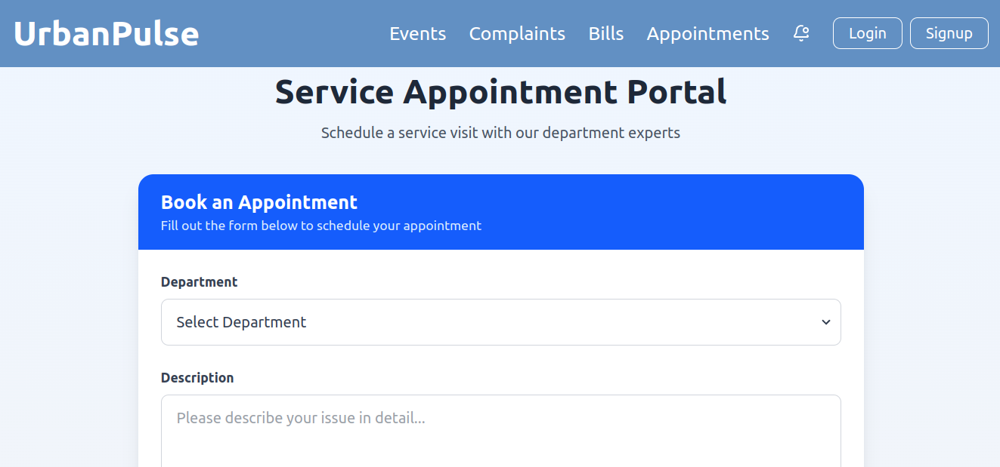 UrbanPulse Events Complaints Bills Appointments Login Signup
Service Appointment Portal
Schedule a service visit with our department experts
Book an Appointment
Fill out the form below to schedule your appointment
Department
Select Department
Description
Please describe your issue in detail...